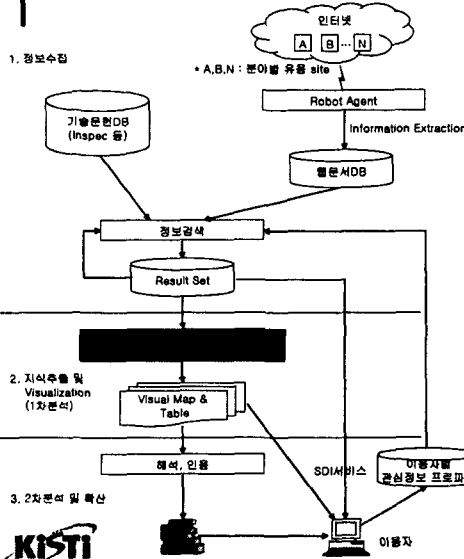 인터넷
A B ... N
1. 정보수집
* A,B,N : 분야별 유용 site
Robot Agent
기술문헌DB
(Inspec 등)
Information Extraction
웹문서DB
정보검색
Result Set
2. 지식추출 및
Visualization
(1차분석)
Visual Map &
Table
해석, 인용
SDI서비스
이용자별
관심정보 프로파
3. 2차분석 및 확산
KiSTi
이용자